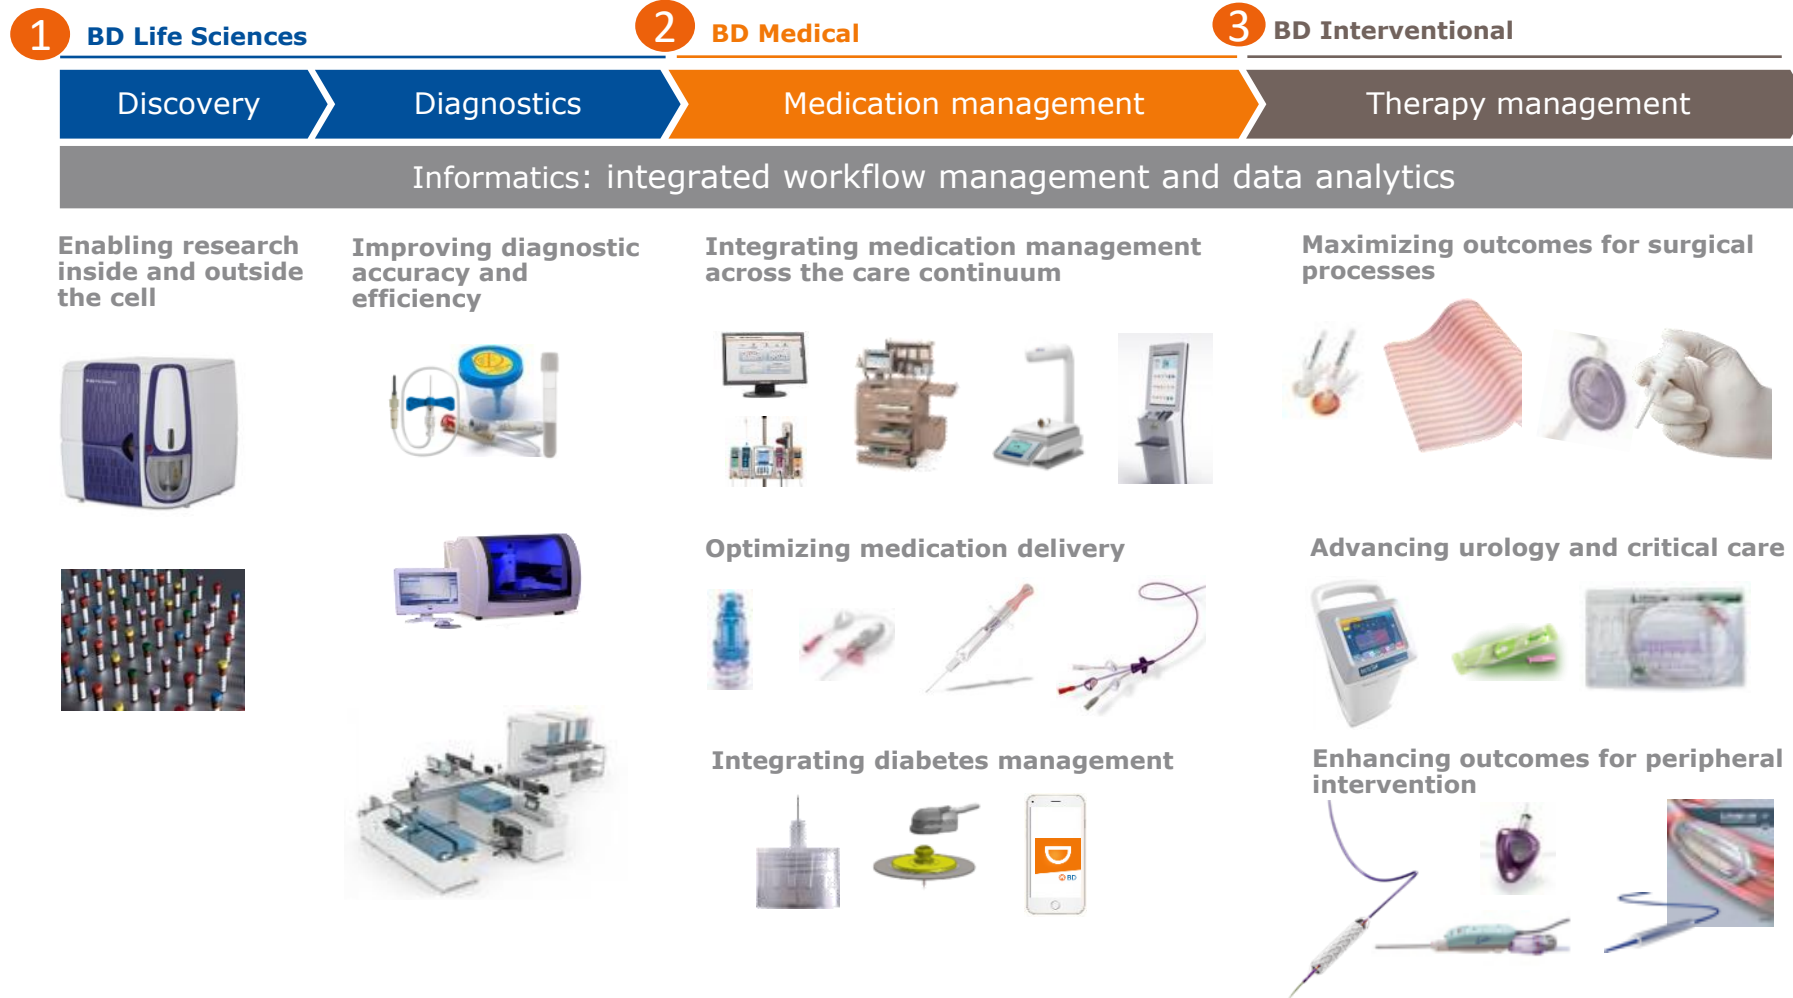 1 BD Life Sciences
2 BD Medical
3 BD Interventional
Discovery
Diagnostics
Medication management
Therapy management
Informatics: integrated workflow management and data analytics
Enabling research
inside and outside
the cell
Improving diagnostic
accuracy and
efficiency
Integrating medication management
across the care continuum
Optimizing medication delivery
Integrating diabetes management
BD
Maximizing outcomes for surgical
processes
Advancing urology and critical care
Enhancing outcomes for peripheral
intervention